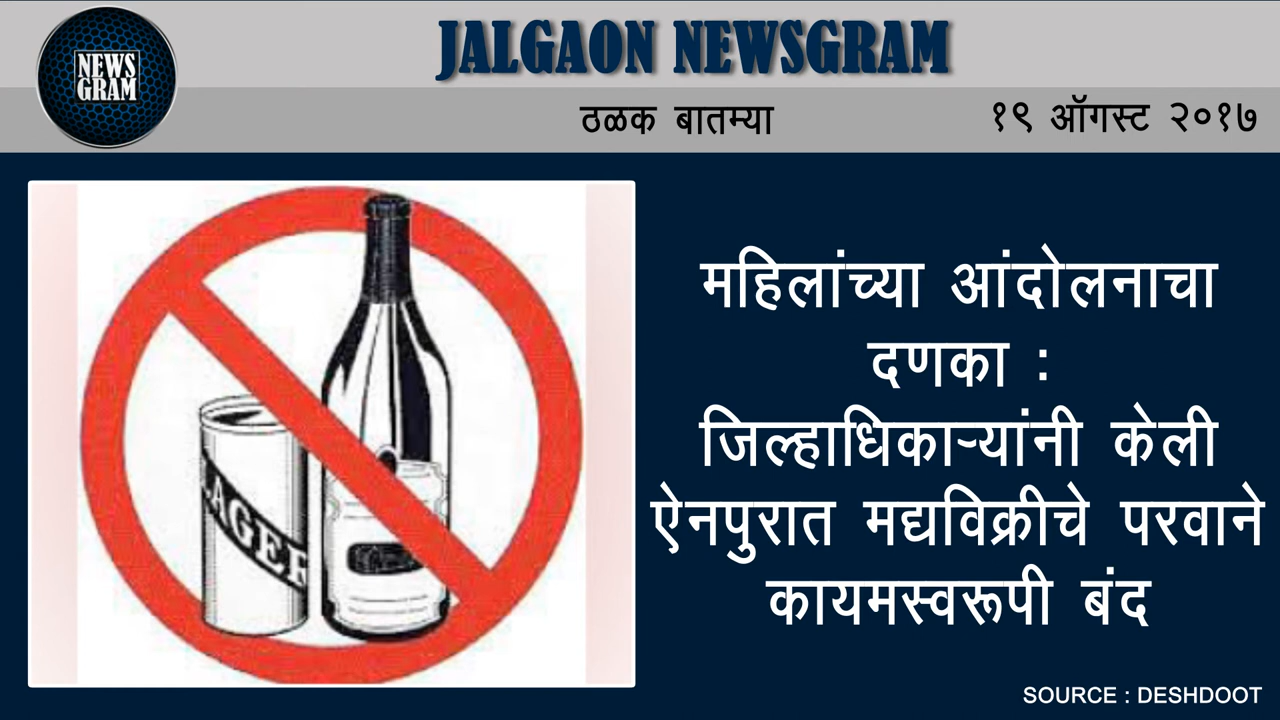 NEWS
GRAM
JALGAON NEWSGRAM
ठळक बातम्या
१९ ऑगस्ट २०१७
LAGER
महिलांच्या आंदोलनाचा
दणका :
जिल्हाधिकाऱ्यांनी केली
ऐनपुरात मद्यविक्रीचे परवाने
कायमस्वरूपी बंद
SOURCE : DESHDOOT